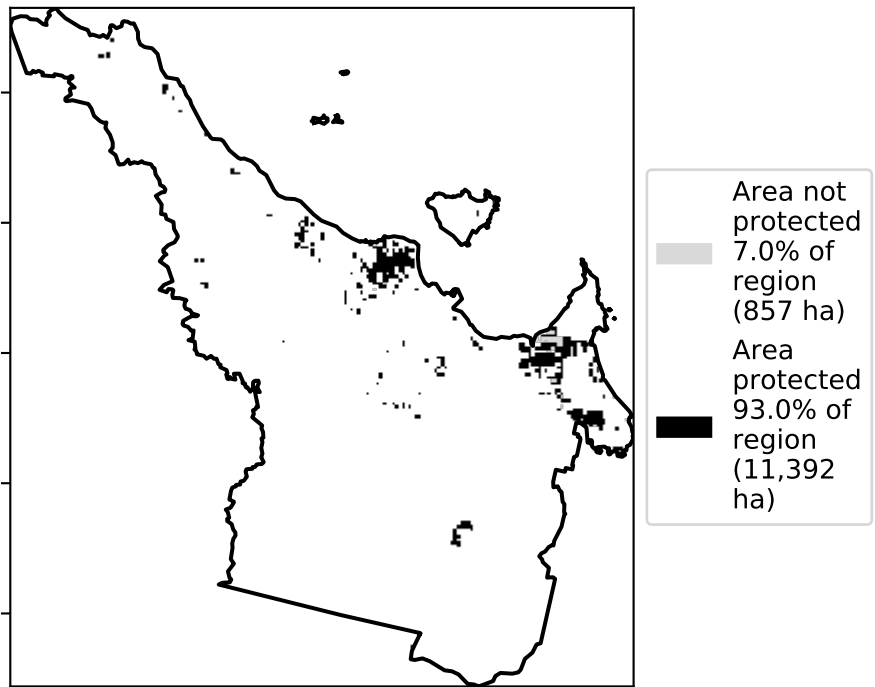 Area not
protected
7.0% of
region
(857 ha)
Area
protected
93.0% of
region
(11,392
ha)